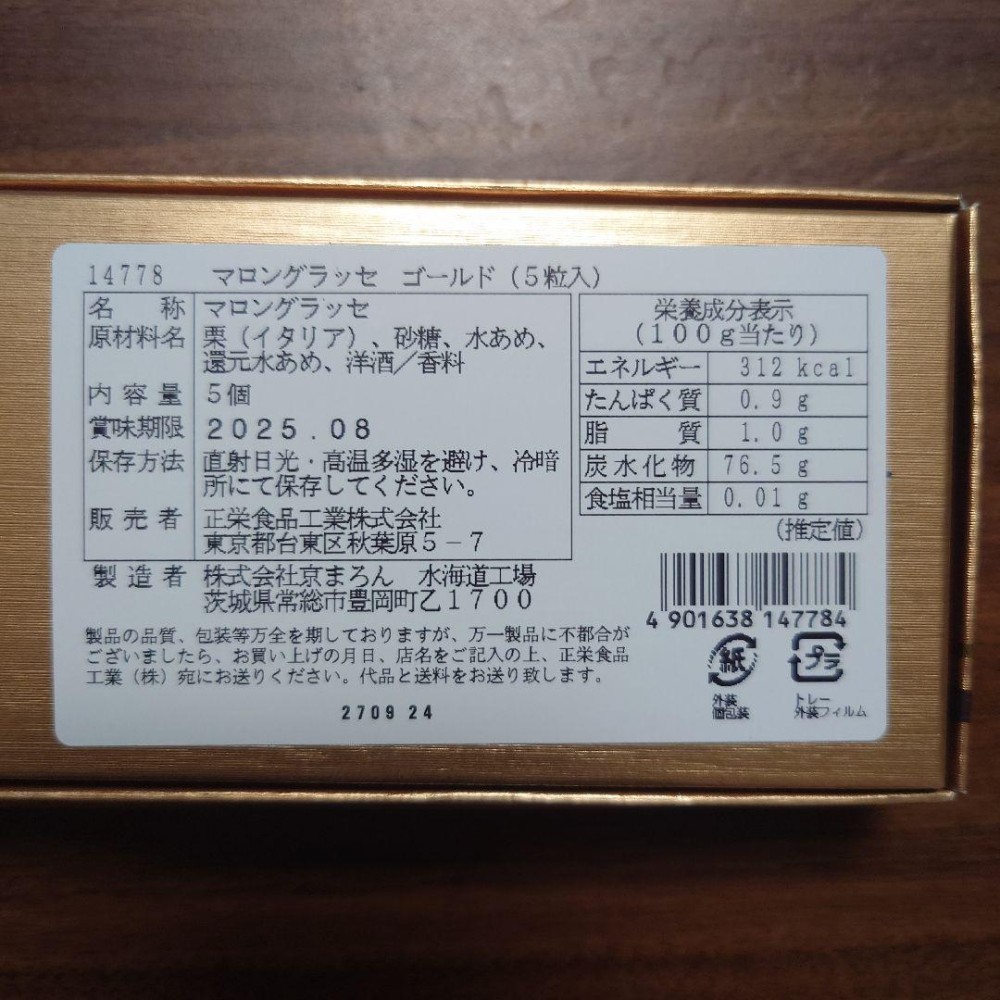 14778 マロングラッセ ゴールド(5粒入)
名称 マロングラッセ
原材料名 栗(イタリア)、砂糖、水あめ、
還元水あめ、洋酒/香料
内容量 5個
賞味期限 2025.08
保存方法 直射日光・高温多湿を避け、冷暗
所にて保存してください。
販売者 正栄食品工業株式会社
東京都台東区秋葉原5-7
製造者 株式会社京まろん 水海道工場
茨城県常総市豊岡町乙1700
製品の品質、包装等万全を期しておりますが、万一製品に不都合が
ございましたら、お買い上げの月日、店名をご記入の上、正栄食品
工業(株)宛にお送りください。代品と送料をお送り致します。
2709 24
栄養成分表示
(100g当たり)
エネルギー 312 kcal
たんぱく質 0.9 g
脂質 1.0 g
炭水化物 76.5 g
食塩相当量 0.01 g
(推定値)
4 901638 147784
紙 プラ
外装 トレー
個包装 外装フィルム